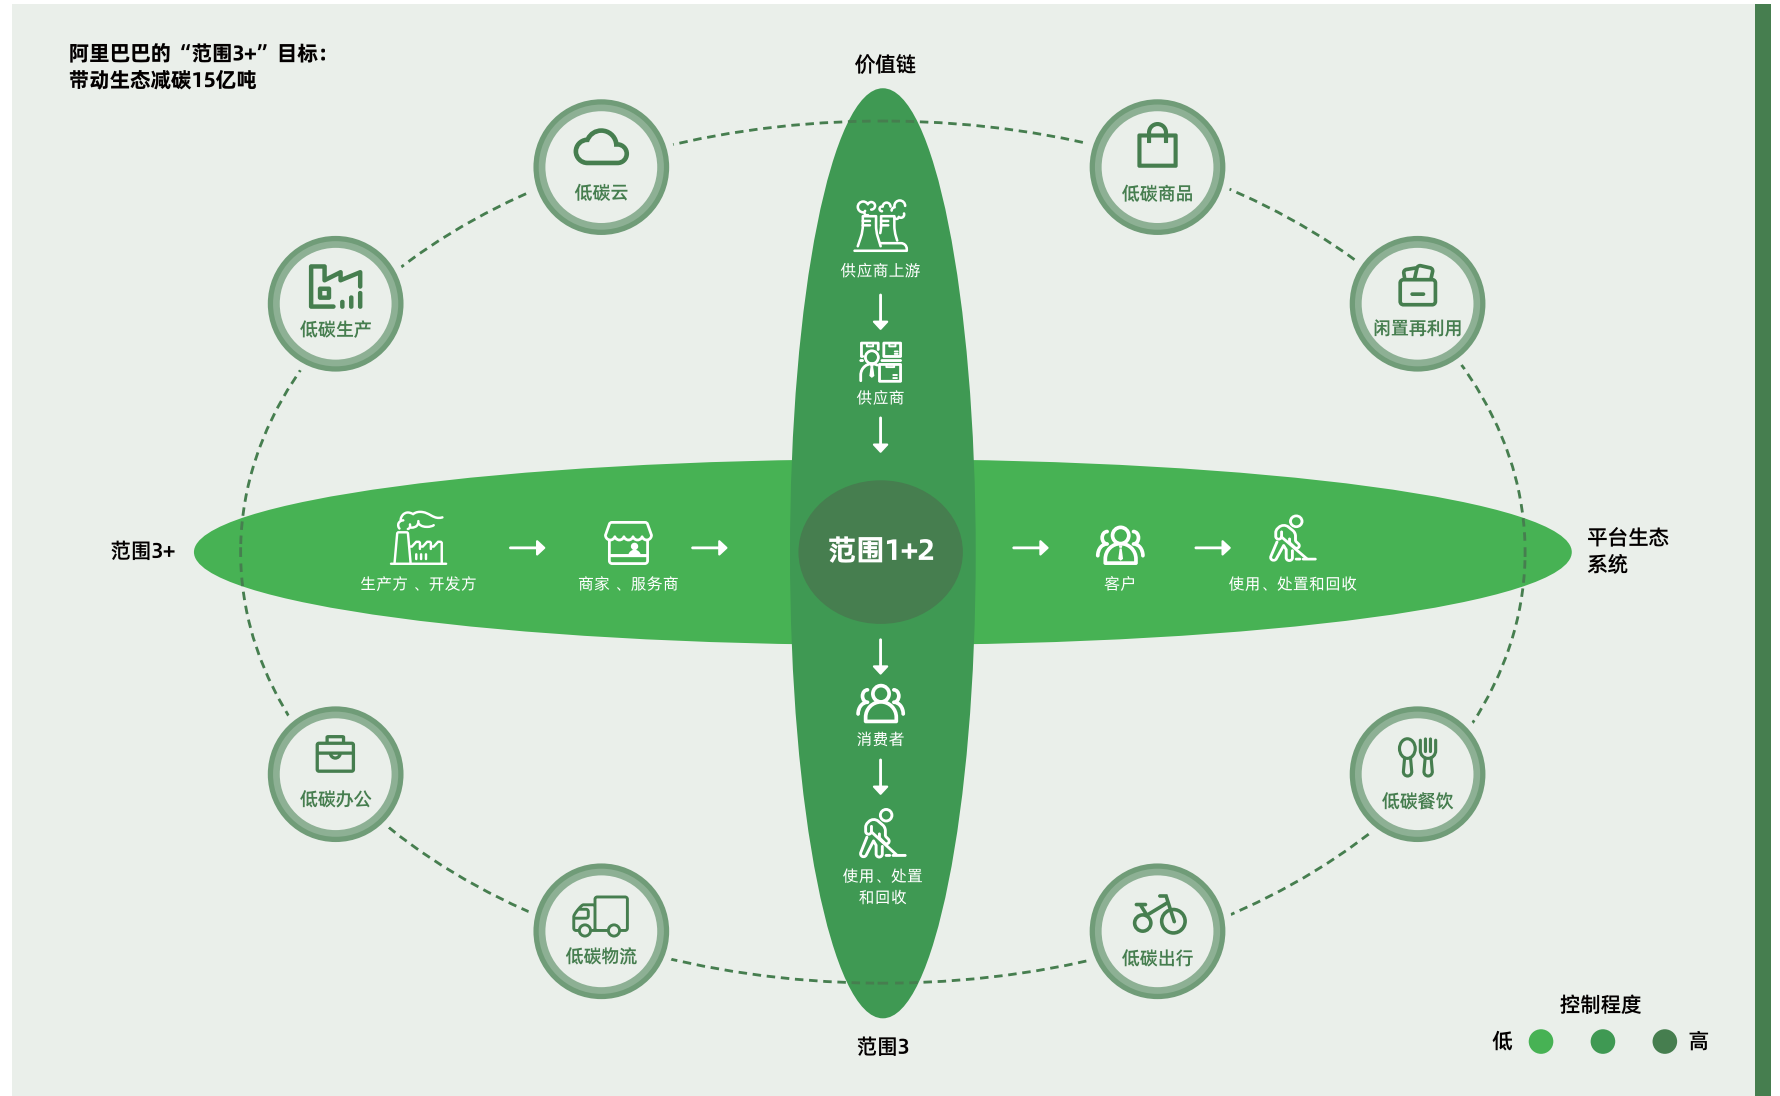 阿里巴巴的“范围3+”目标：
带动生态减碳15亿吨
价值链
低碳云
低碳商品
低碳生产
闲置再利用
供应商上游
供应商
范围3+
生产方、开发方
商家、服务商
范围1+2
客户
使用、处置和回收
平台生态
系统
消费者
使用、处置
和回收
低碳办公
低碳餐饮
低碳物流
低碳出行
范围3
控制程度
低
高